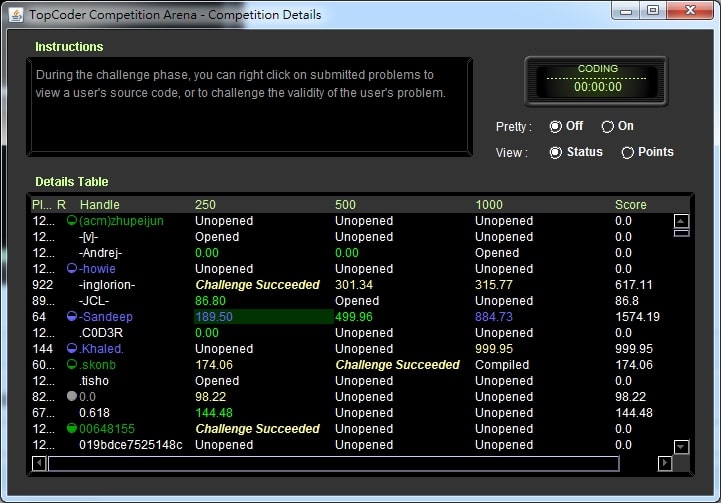 TopCoder Competition Arena - Competition Details
Instructions
During the challenge phase, you can right click on submitted problems to
view a user's source code, or to challenge the validity of the user's problem.
CODING
00:00:00
Pretty : Off On
View : Status Points
Details Table
Pl... R Handle 250 500 1000 Score
12... (acm)zhupeijun Unopened Unopened Unopened 0.0
12... -[v]- Opened Unopened Unopened 0.0
12... -Andrej- 0.00 0.00 Unopened 0.0
12... -howie Unopened Unopened Unopened 0.0
922 -inglorion- Challenge Succeeded 301.34 315.77 617.11
89... -JCL- 86.80 Opened Unopened 86.8
64 -Sandeep 189.50 499.96 884.73 1574.19
12... .C0D3R 0.00 Unopened Unopened 0.0
144 .Khaled. Unopened Unopened 999.95 999.95
60... .skonb 174.06 Challenge Succeeded Compiled 174.06
12... .tisho Opened Unopened Unopened 0.0
82... 0.0 98.22 Unopened Unopened 98.22
67... 0.618 144.48 Unopened Unopened 144.48
12... 00648155 Challenge Succeeded Unopened Unopened 0.0
12... 019bdce7525148c Unopened Unopened Unopened 0.0